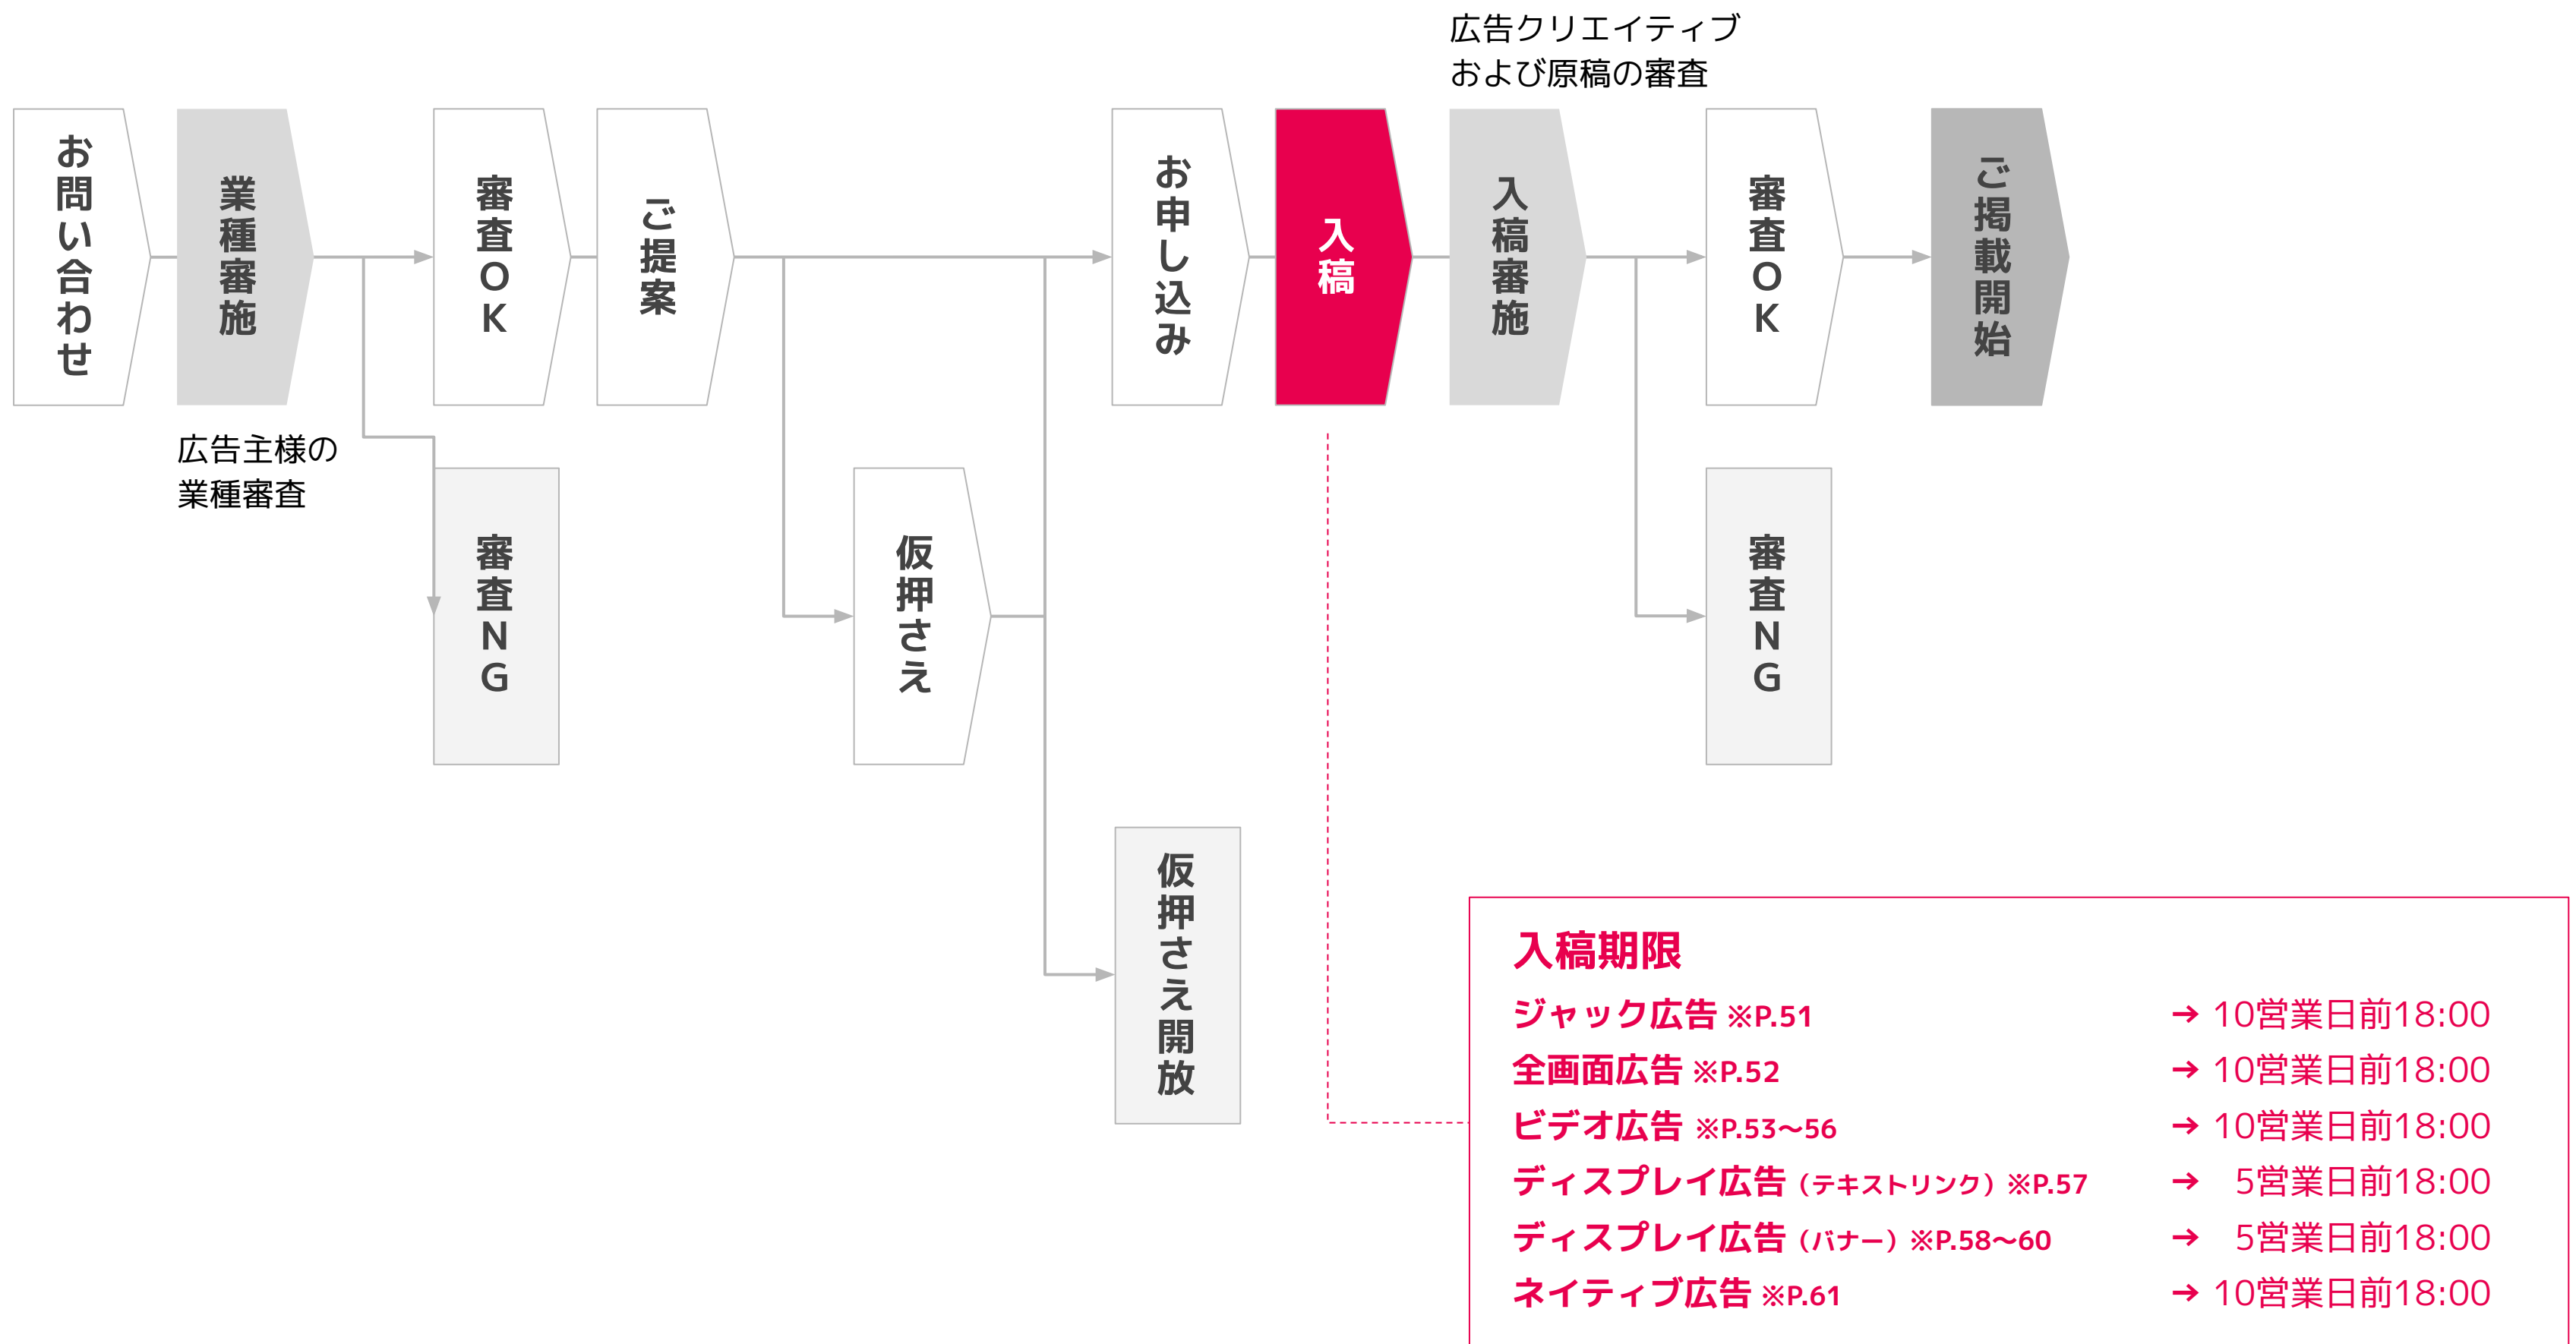 広告クリエイティブ
および原稿の審査
お問い合わせ
業種審施
審査OK
ご提案
お申し込み
入稿
入稿審施
審査OK
ご掲載開始
広告主様の
業種審査
審査NG
仮押さえ
審査NG
仮押さえ開放
入稿期限
ジャック広告 ※P.51 → 10営業日前18:00
全画面広告 ※P.52 → 10営業日前18:00
ビデオ広告 ※P.53〜56 → 10営業日前18:00
ディスプレイ広告（テキストリンク）※P.57 → 5営業日前18:00
ディスプレイ広告（バナー）※P.58〜60 → 5営業日前18:00
ネイティブ広告 ※P.61 → 10営業日前18:00